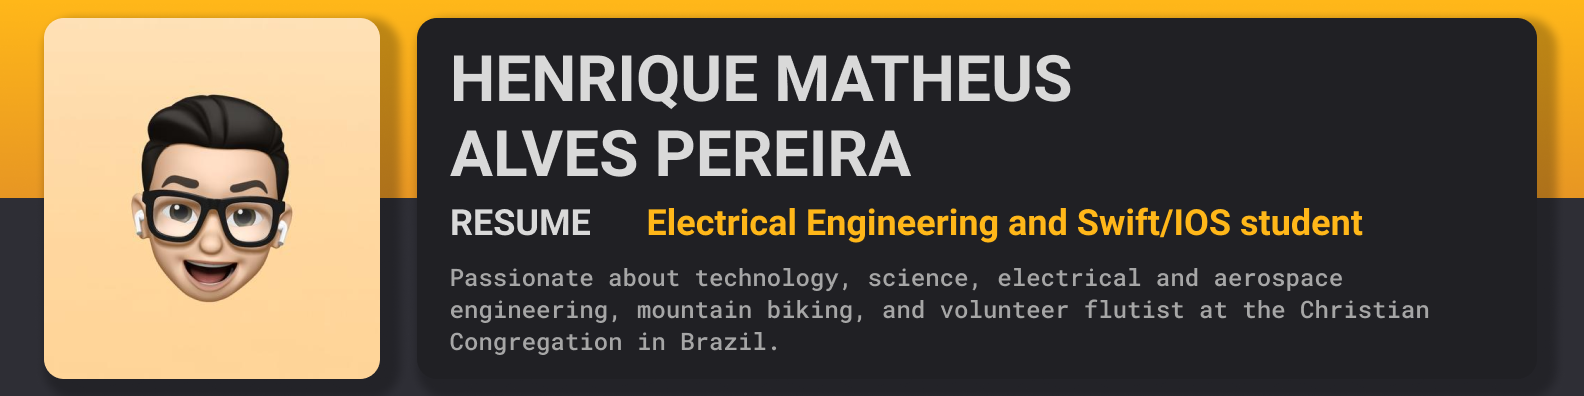 HENRIQUE MATHEUS
ALVES PEREIRA
RESUME Electrical Engineering and Swift/IOS student
Passionate about technology, science, electrical and aerospace
engineering, mountain biking, and volunteer flutist at the Christian
Congregation in Brazil.